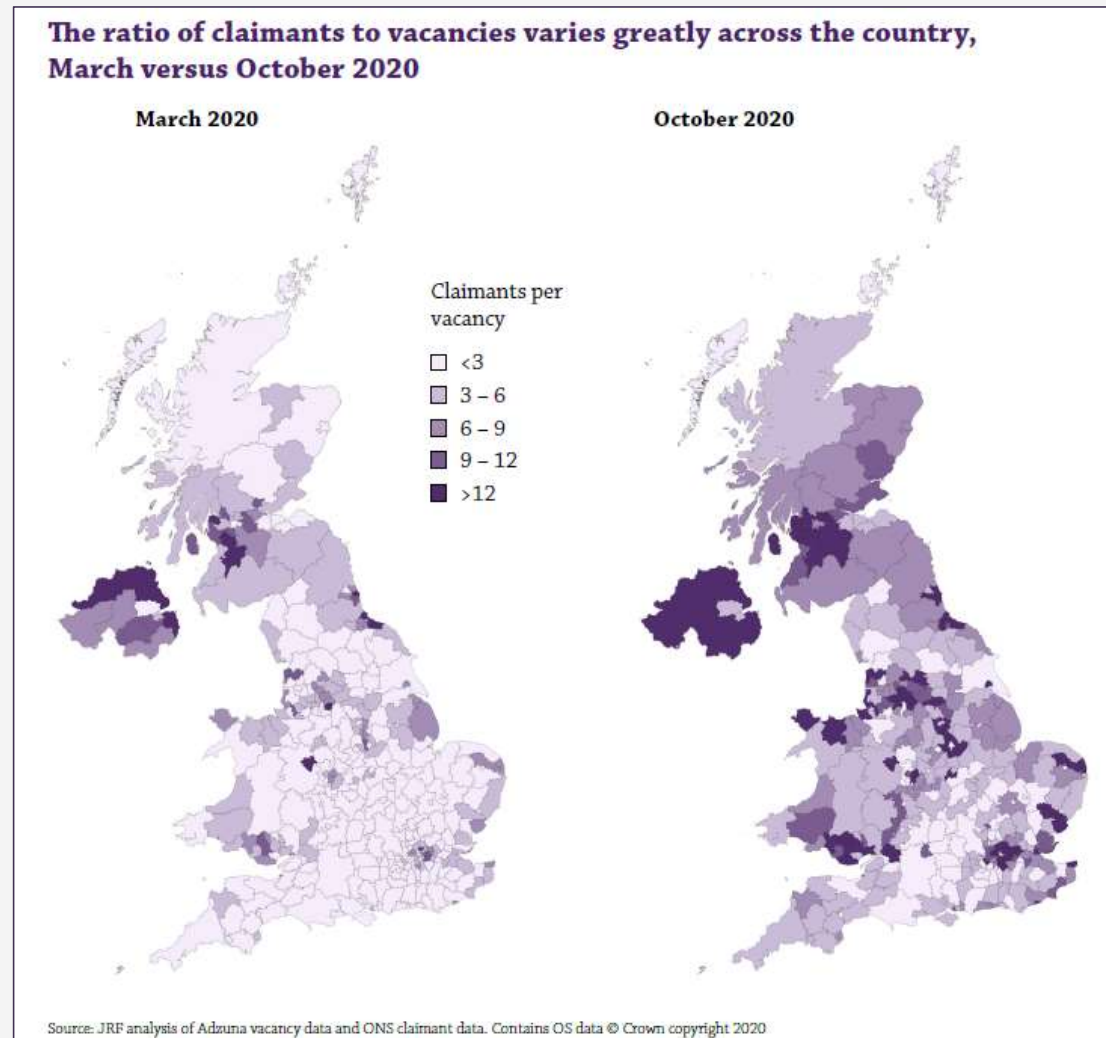 The ratio of claimants to vacancies varies greatly across the country,
March versus October 2020
March 2020
October 2020
Claimants per
vacancy
<3
3 – 6
6 – 9
9 – 12
>12
Source: JRF analysis of Adzuna vacancy data and ONS claimant data. Contains OS data © Crown copyright 2020